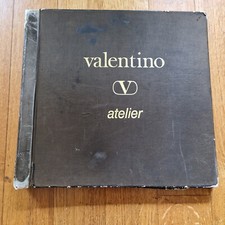 valentino
V
atelier